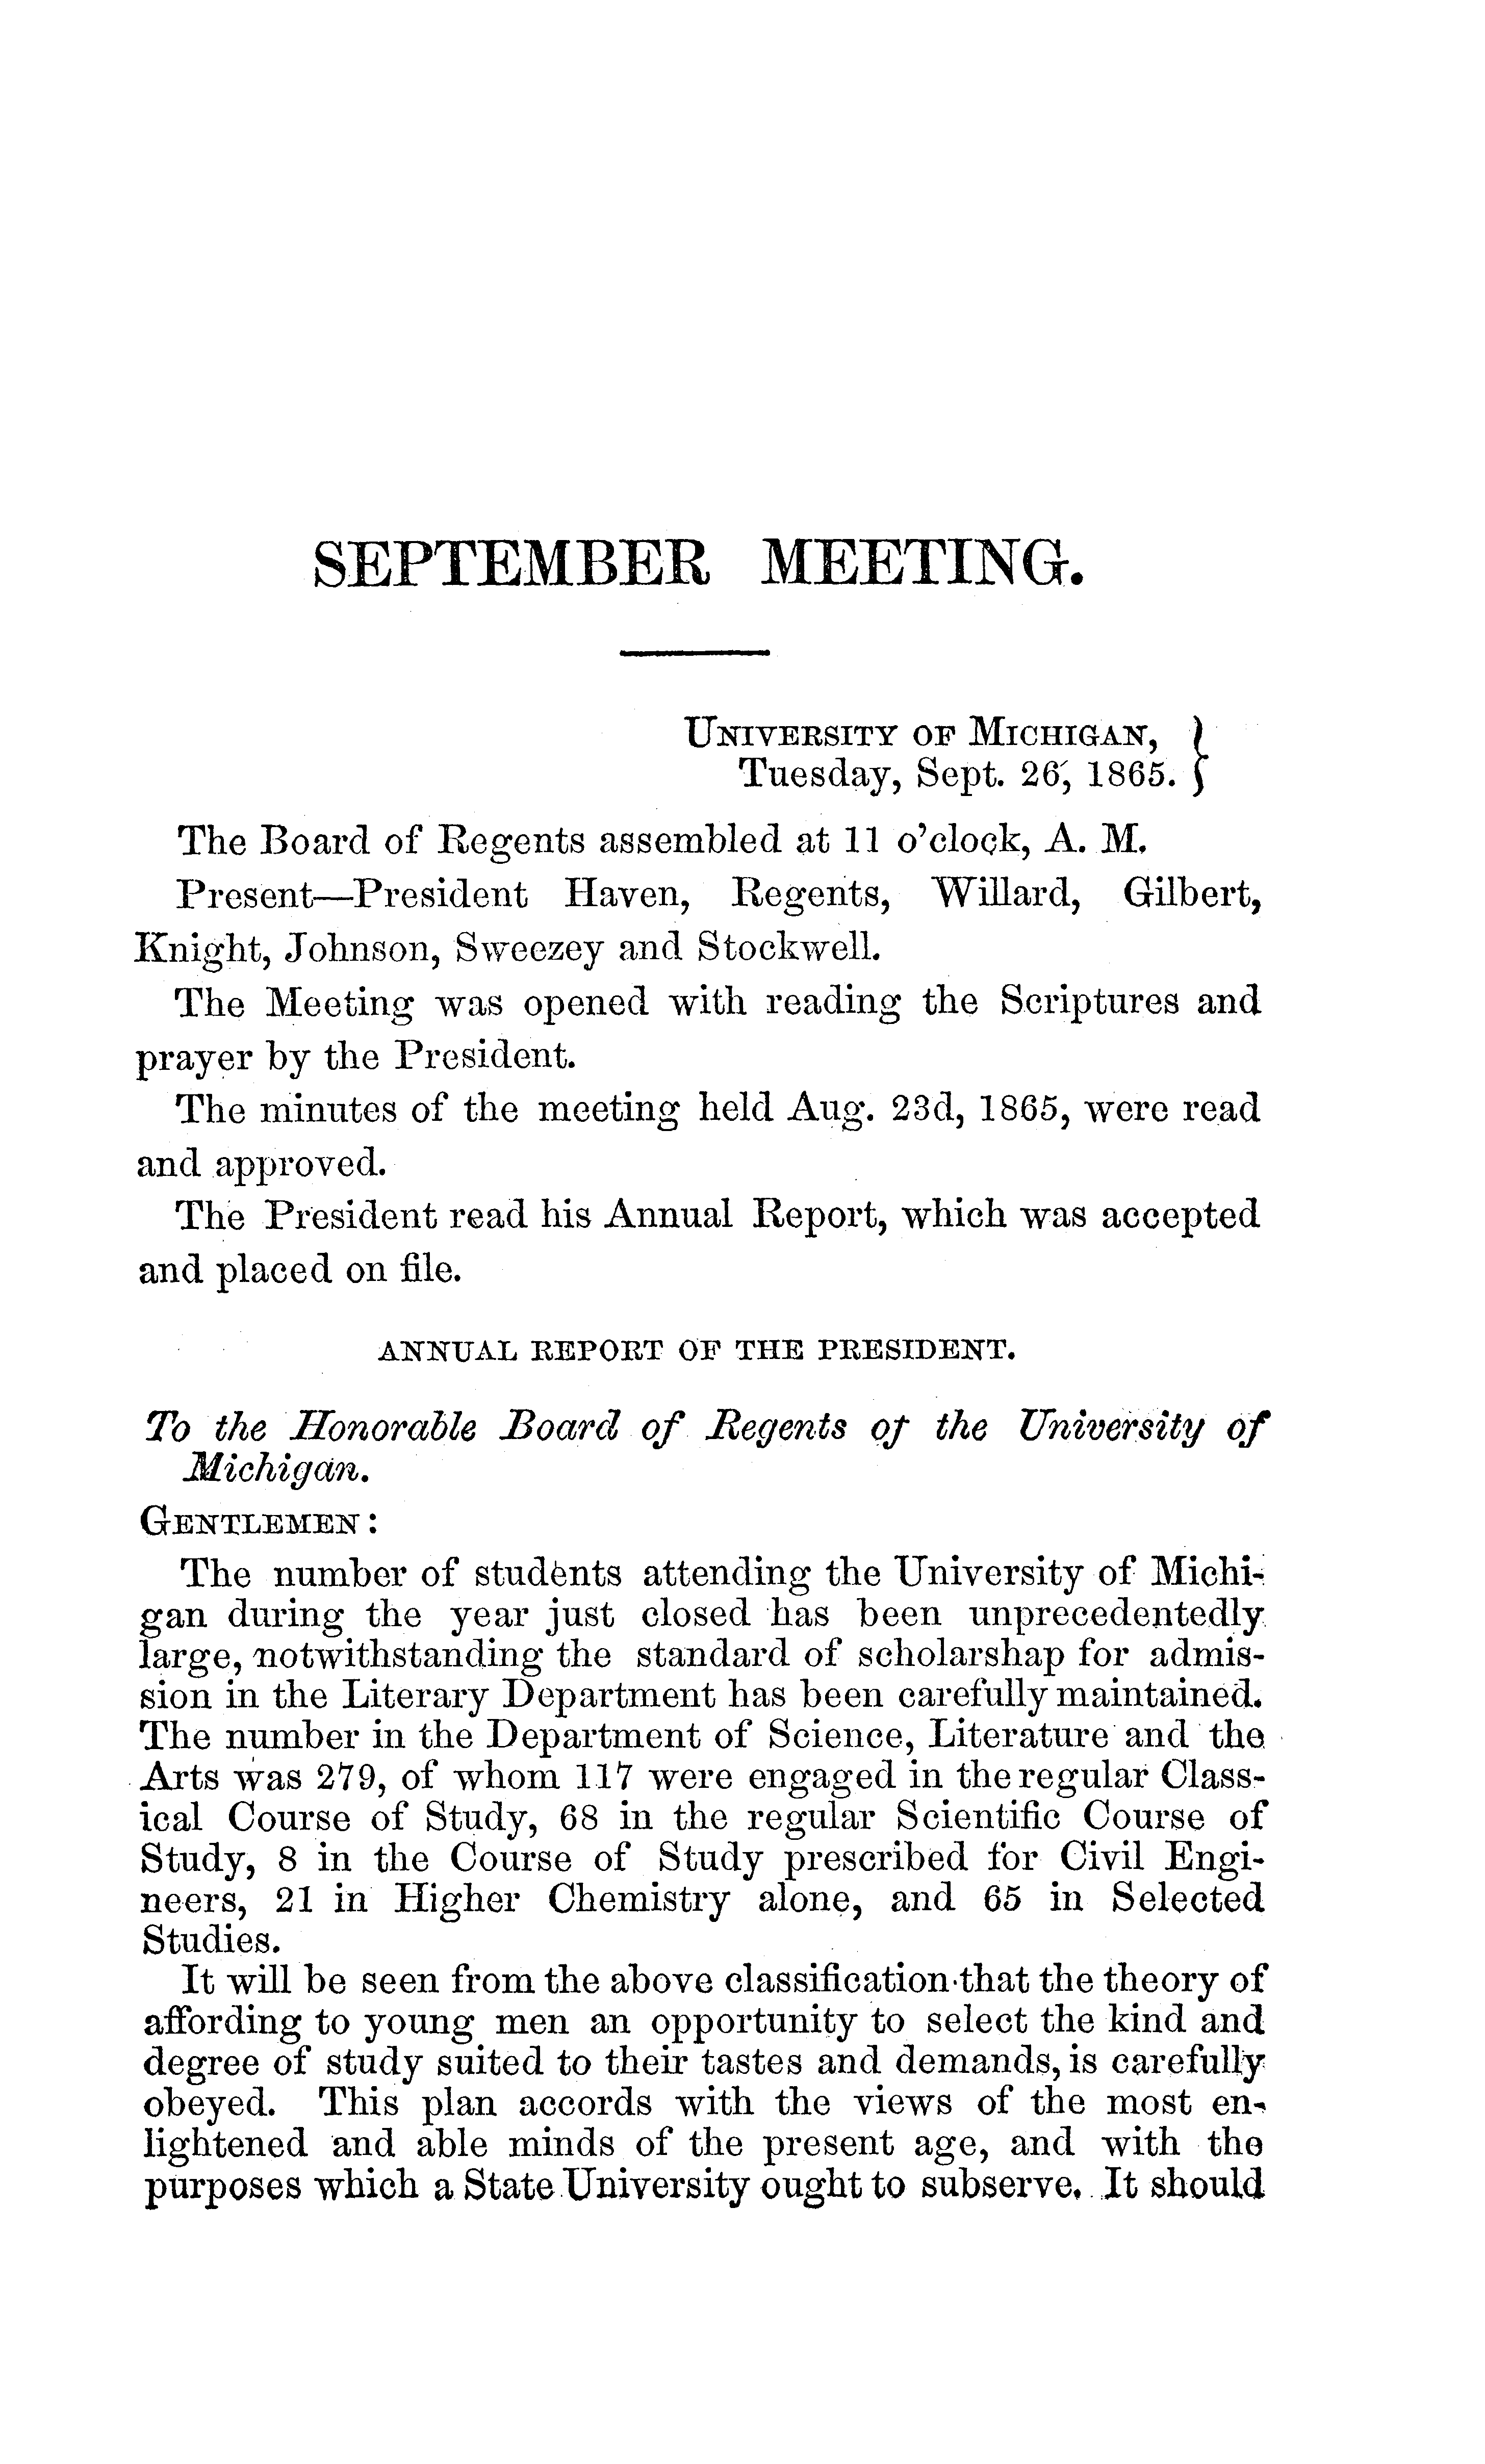 SEPTEMBER MEETING.
UNIVERSITY OF MICHIGAN, }
Tuesday, Sept. 26, 1865. }
The Board of Regents assembled at 11 o'clock, A. M.
Present—President Haven, Regents, Willard, Gilbert,
Knight, Johnson, Sweezey and Stockwell.
The Meeting was opened with reading the Scriptures and
prayer by the President.
The minutes of the meeting held Aug. 23d, 1865, were read
and approved.
The President read his Annual Report, which was accepted
and placed on file.
ANNUAL REPORT OF THE PRESIDENT.
To the Honorable Board of Regents of the University of
Michigan.
GENTLEMEN:
The number of students attending the University of Michi-
gan during the year just closed has been unprecedentedly
large, notwithstanding the standard of scholarshap for admis-
sion in the Literary Department has been carefully maintained.
The number in the Department of Science, Literature and the
Arts was 279, of whom 117 were engaged in the regular Class-
ical Course of Study, 68 in the regular Scientific Course of
Study, 8 in the Course of Study prescribed for Civil Engi-
neers, 21 in Higher Chemistry alone, and 65 in Selected
Studies.
It will be seen from the above classification that the theory of
affording to young men an opportunity to select the kind and
degree of study suited to their tastes and demands, is carefully
obeyed. This plan accords with the views of the most en-
lightened and able minds of the present age, and with the
purposes which a State University ought to subserve. It should